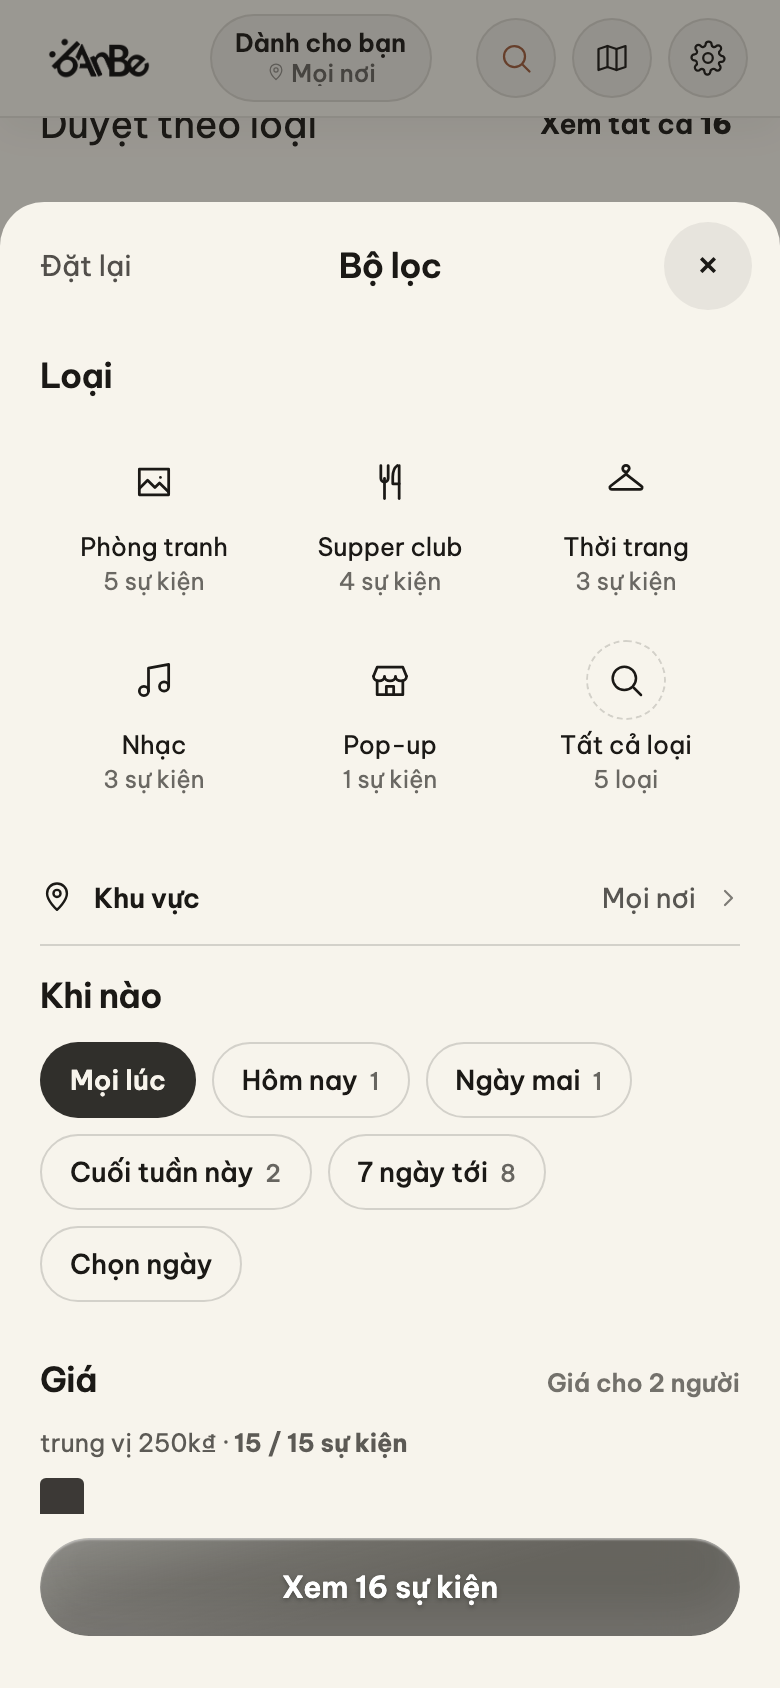 ốAnBe
Dành cho bạn
Mọi nơi
Duyệt theo loại
Xem tất cả 16
Đặt lại
Bộ lọc
Loại
Phòng tranh
5 sự kiện
Supper club
4 sự kiện
Thời trang
3 sự kiện
Nhạc
3 sự kiện
Pop-up
1 sự kiện
Tất cả loại
5 loại
Khu vực
Mọi nơi
Khi nào
Mọi lúc
Hôm nay 1
Ngày mai 1
Cuối tuần này 2
7 ngày tới 8
Chọn ngày
Giá
Giá cho 2 người
trung vị 250k₫ · 15 / 15 sự kiện
Xem 16 sự kiện